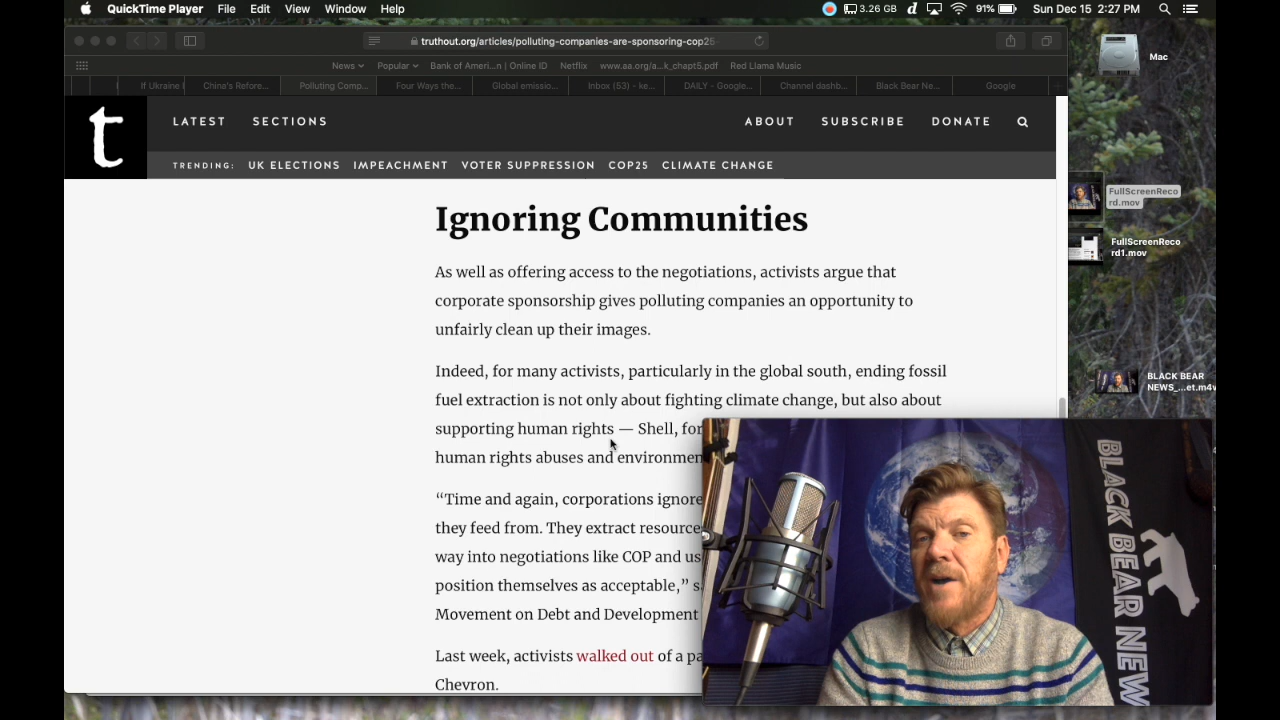 QuickTime Player File Edit View Window Help 3.26 GB 91% Sun Dec 15 2:27 PM
truthout.org/articles/polluting-companies-are-sponsoring-cop25-
News Popular Bank of Ameri...n | Online ID Netflix www.aa.org/a...k_chapt5.pdf Red Llama Music
If Ukraine I China's Refore... Polluting Comp... Four Ways the... Global emissio... Inbox (53) - ke... DAILY - Google... Channel dashb... Black Bear Ne... Google
Mac
t
LATEST SECTIONS ABOUT SUBSCRIBE DONATE
TRENDING: UK ELECTIONS IMPEACHMENT VOTER SUPPRESSION COP25 CLIMATE CHANGE
FullScreenReco
rd.mov
FullScreenReco
rd1.mov
BLACK BEAR
NEWS_...et.m4v
Ignoring Communities
As well as offering access to the negotiations, activists argue that
corporate sponsorship gives polluting companies an opportunity to
unfairly clean up their images.
Indeed, for many activists, particularly in the global south, ending fossil
fuel extraction is not only about fighting climate change, but also about
supporting human rights — Shell, for
human rights abuses and environmen
“Time and again, corporations ignore
they feed from. They extract resource
way into negotiations like COP and us
position themselves as acceptable,” s
Movement on Debt and Development
Last week, activists walked out of a pa
Chevron.
BLACK BEAR NEW